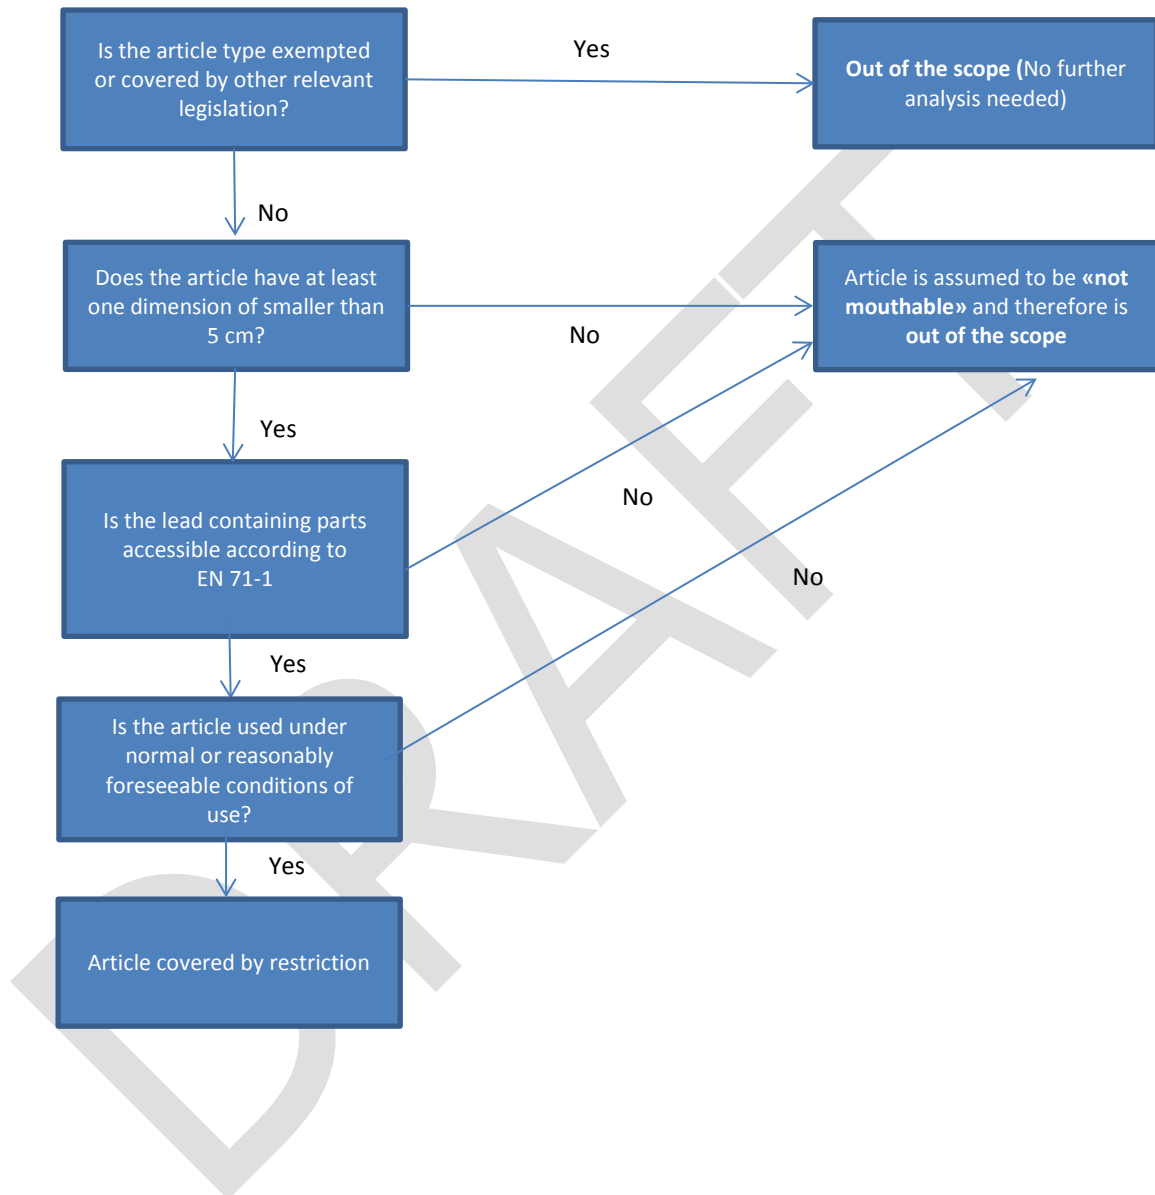 Is the article type exempted
or covered by other relevant
legislation?
Yes
Out of the scope (No further
analysis needed)
No
Does the article have at least
one dimension of smaller than
5 cm?
No
Article is assumed to be «not
mouthable» and therefore is
out of the scope
Yes
Is the lead containing parts
accessible according to
EN 71-1
No
No
Yes
Is the article used under
normal or reasonably
foreseeable conditions of
use?
Yes
Article covered by restriction
DRAFT